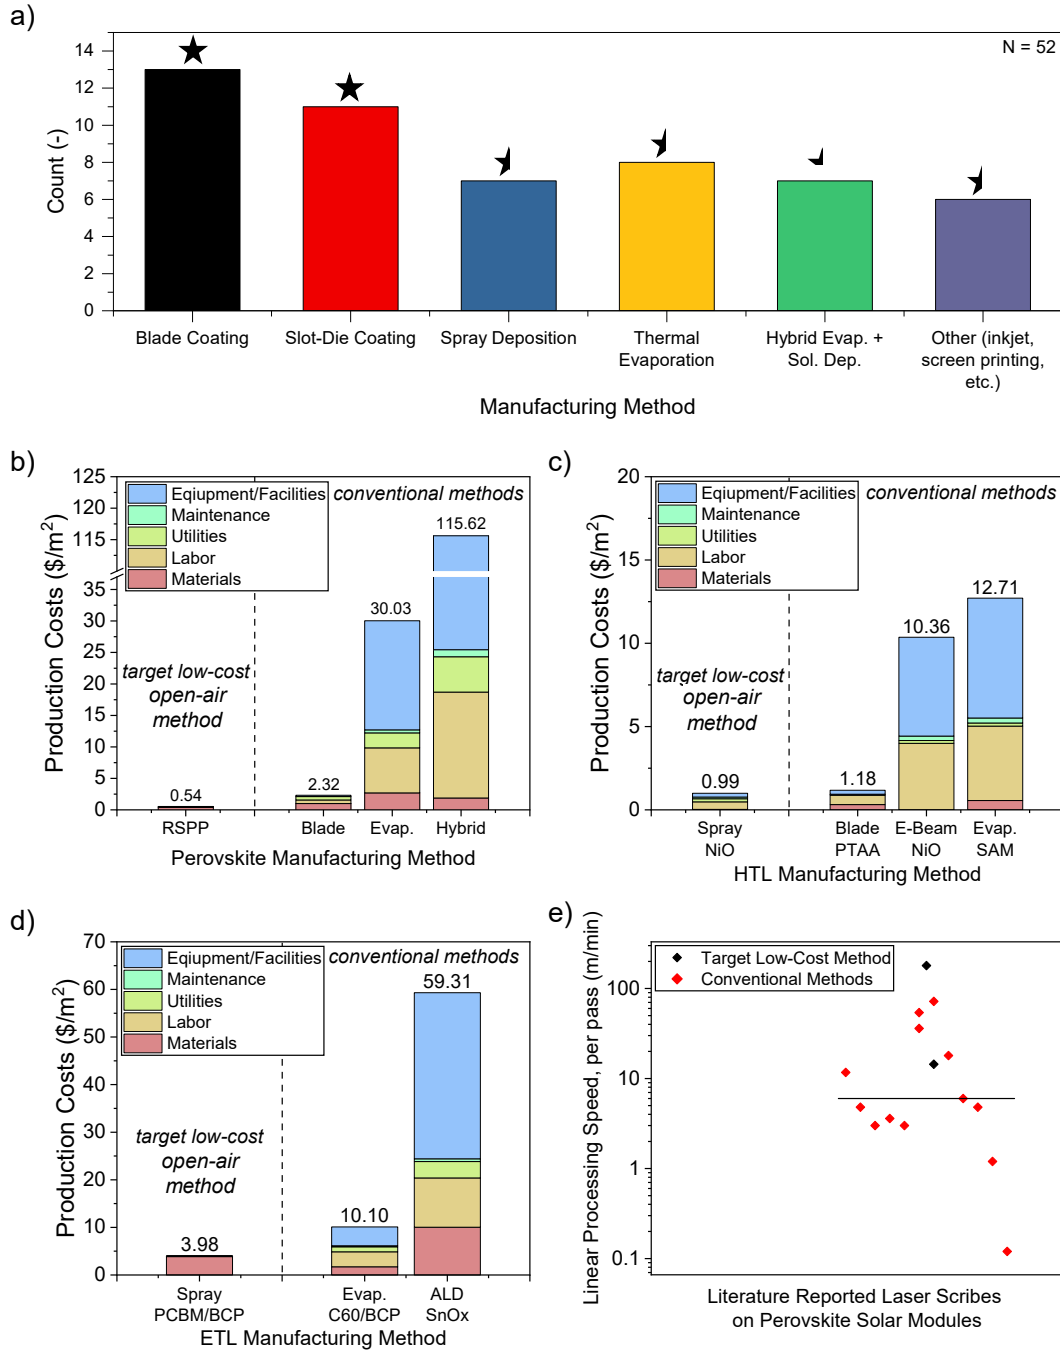 a)
N = 52
14
12
10
8
6
4
2
0
Count (-)
Blade Coating
Slot-Die Coating
Spray Deposition
Thermal
Evaporation
Hybrid Evap. +
Sol. Dep.
Other (inkjet,
screen printing,
etc.)
Manufacturing Method
b)
125
120
115
35
30
25
20
15
10
5
0
Production Costs ($/m²)
Eqiupment/Facilities
Maintenance
Utilities
Labor
Materials
conventional methods
115.62
30.03
target low-cost
open-air
method
0.54
2.32
RSPP
Blade
Evap.
Hybrid
Perovskite Manufacturing Method
c)
20
15
10
5
0
Production Costs ($/m²)
Eqiupment/Facilities
Maintenance
Utilities
Labor
Materials
conventional methods
12.71
10.36
target low-cost
open-air
method
0.99
1.18
Spray
NiO
Blade
PTAA
E-Beam
NiO
Evap.
SAM
HTL Manufacturing Method
d)
70
60
50
40
30
20
10
0
Production Costs ($/m²)
Eqiupment/Facilities
Maintenance
Utilities
Labor
Materials
conventional methods
59.31
target low-cost
open-air
method
3.98
10.10
Spray
PCBM/BCP
Evap.
C60/BCP
ALD
SnOx
ETL Manufacturing Method
e)
Linear Processing Speed, per pass (m/min)
100
10
1
0.1
Target Low-Cost Method
Conventional Methods
Literature Reported Laser Scribes
on Perovskite Solar Modules